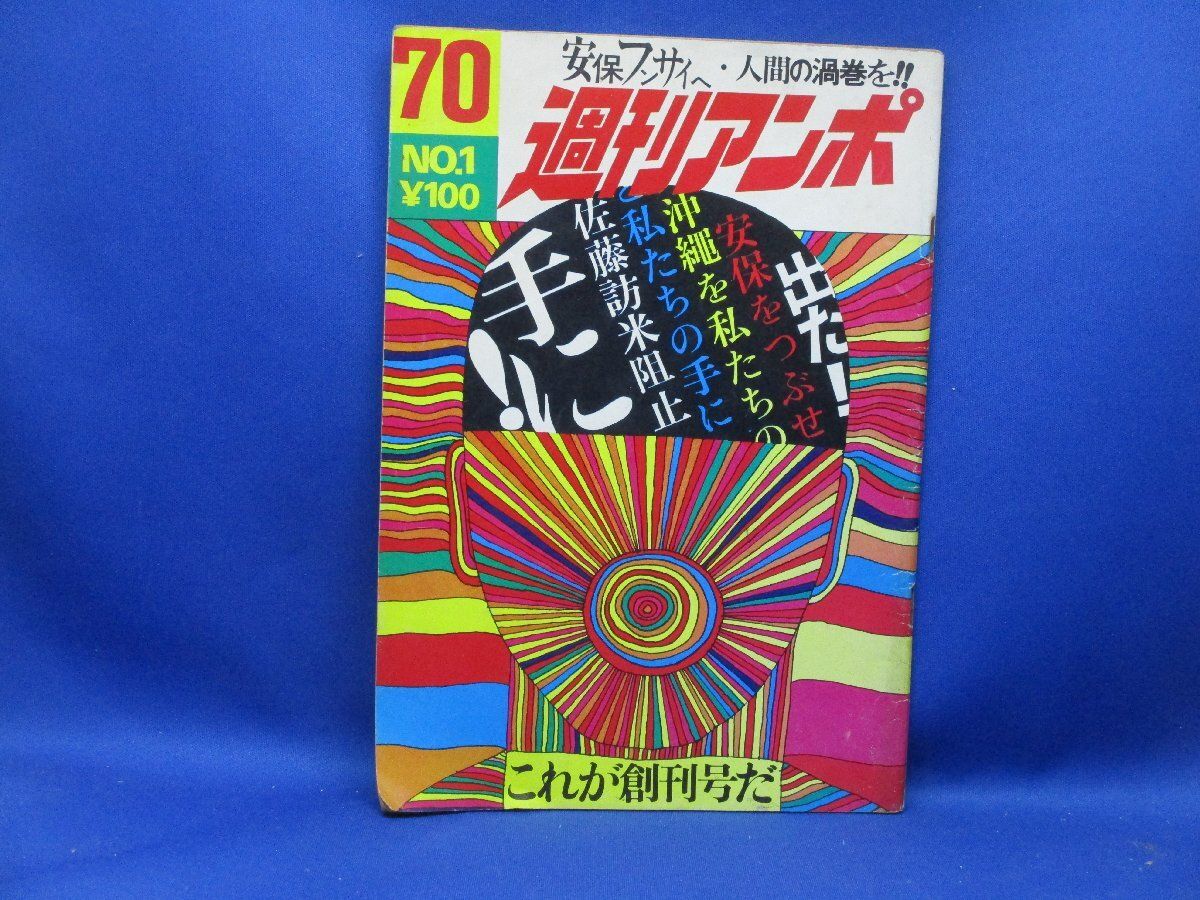 70
NO.1
¥100
安保フンサイへ・人間の渦巻を!!
週刊アンポ
出た!
安保をつぶせ
沖縄を私たちの
と私たちの手に
佐藤訪米阻止
手に!!
これが創刊号だ